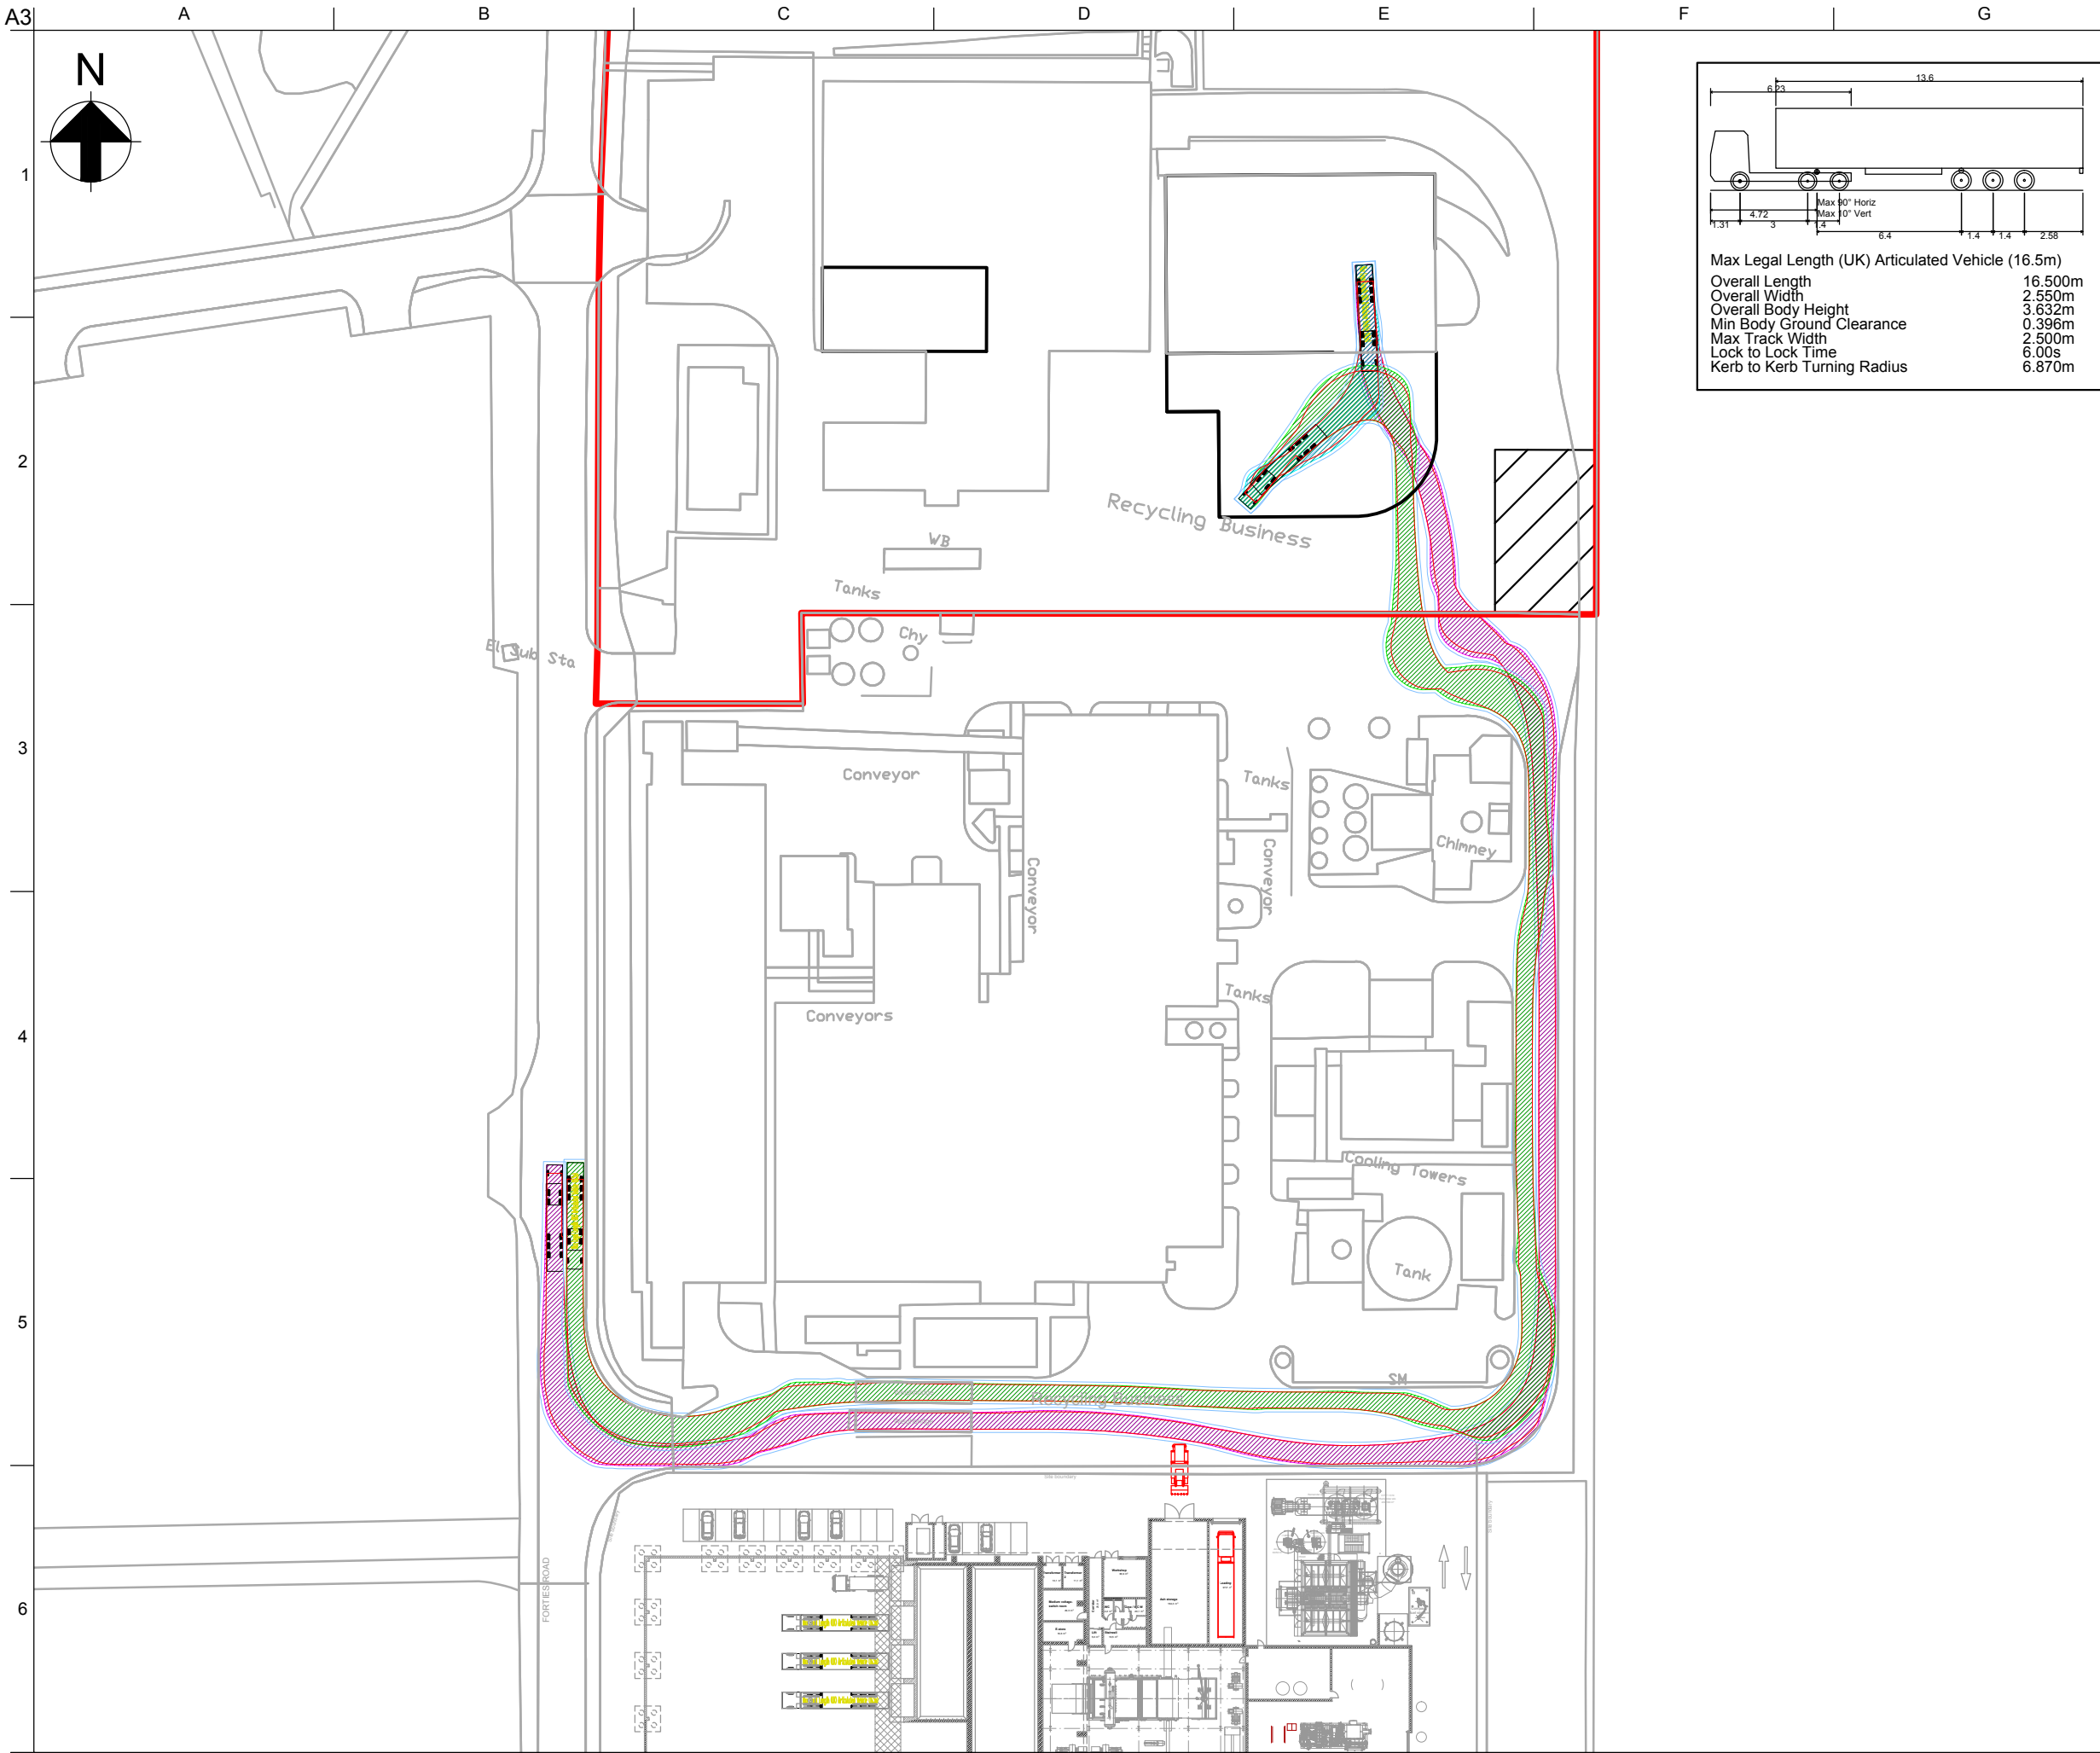 A3 A B C D E F G
N
1
2
3
4
5
6
13.6
6.23
Max 90° Horiz
Max 10° Vert
4.72
1.31 3 1.4
6.4 1.4 1.4 2.58
Max Legal Length (UK) Articulated Vehicle (16.5m)
Overall Length 16.500m
Overall Width 2.550m
Overall Body Height 3.632m
Min Body Ground Clearance 0.396m
Max Track Width 2.500m
Lock to Lock Time 6.00s
Kerb to Kerb Turning Radius 6.870m
Recycling Business
WB
Tanks
Chy
El Sub Sta
Conveyor
Tanks
Conveyor
Conveyor
Chimney
Tanks
Conveyors
Cooling Towers
Tank
SM
Recycling Business
Site boundary
FORTIES ROAD